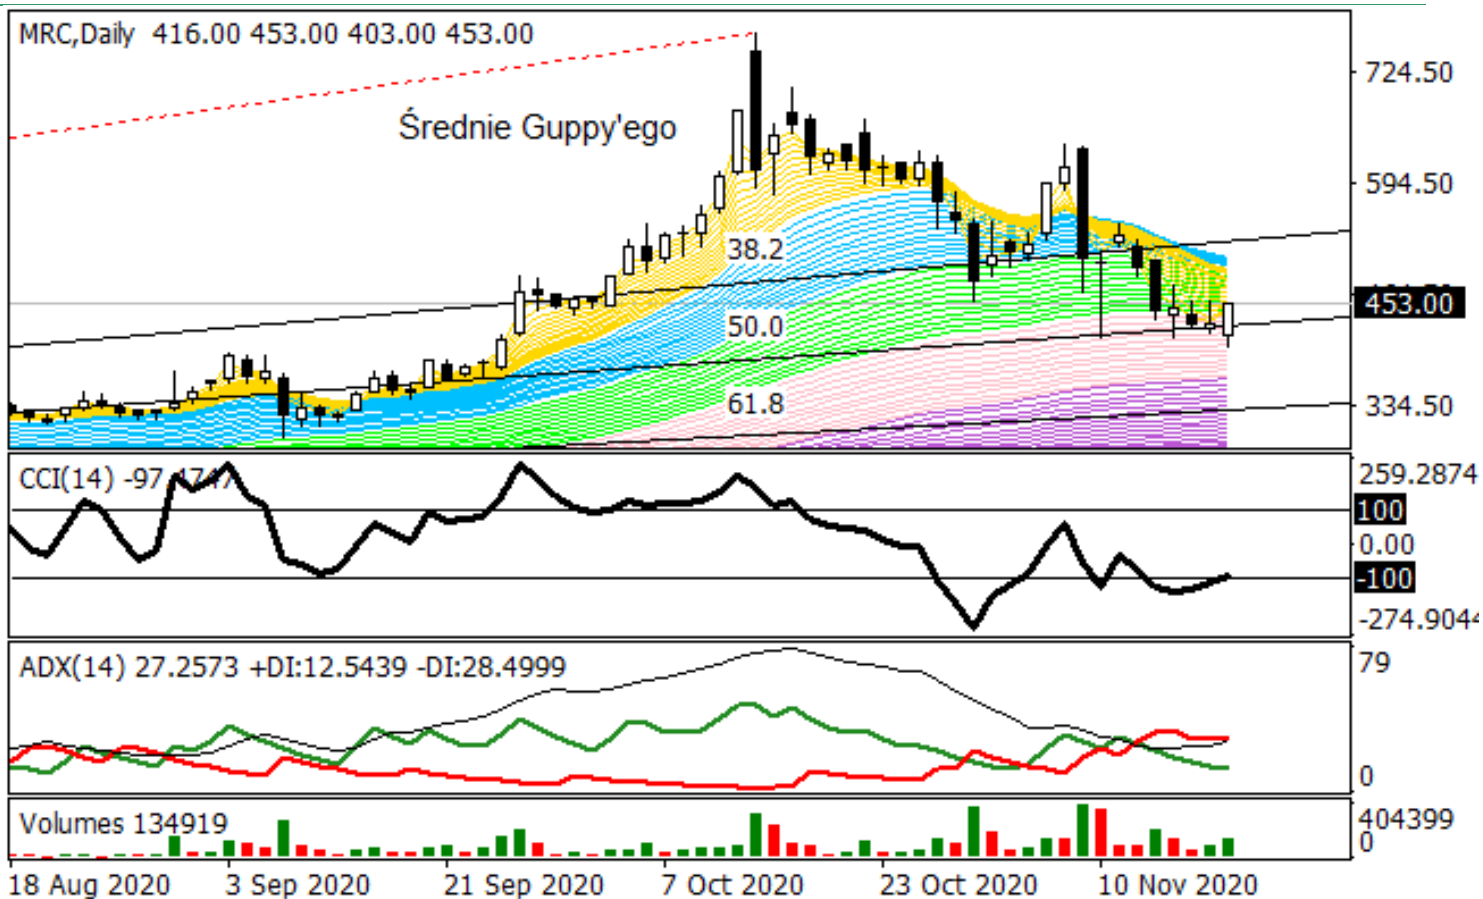 MRC,Daily 416.00 453.00 403.00 453.00
724.50
Średnie Guppy'ego
594.50
38.2
453.00
50.0
61.8
334.50
CCI(14) -97.4747
259.2874
100
0.00
-100
-274.9044
ADX(14) 27.2573 +DI:12.5439 -DI:28.4999
79
0
Volumes 134919
404399
0
18 Aug 2020 3 Sep 2020 21 Sep 2020 7 Oct 2020 23 Oct 2020 10 Nov 2020